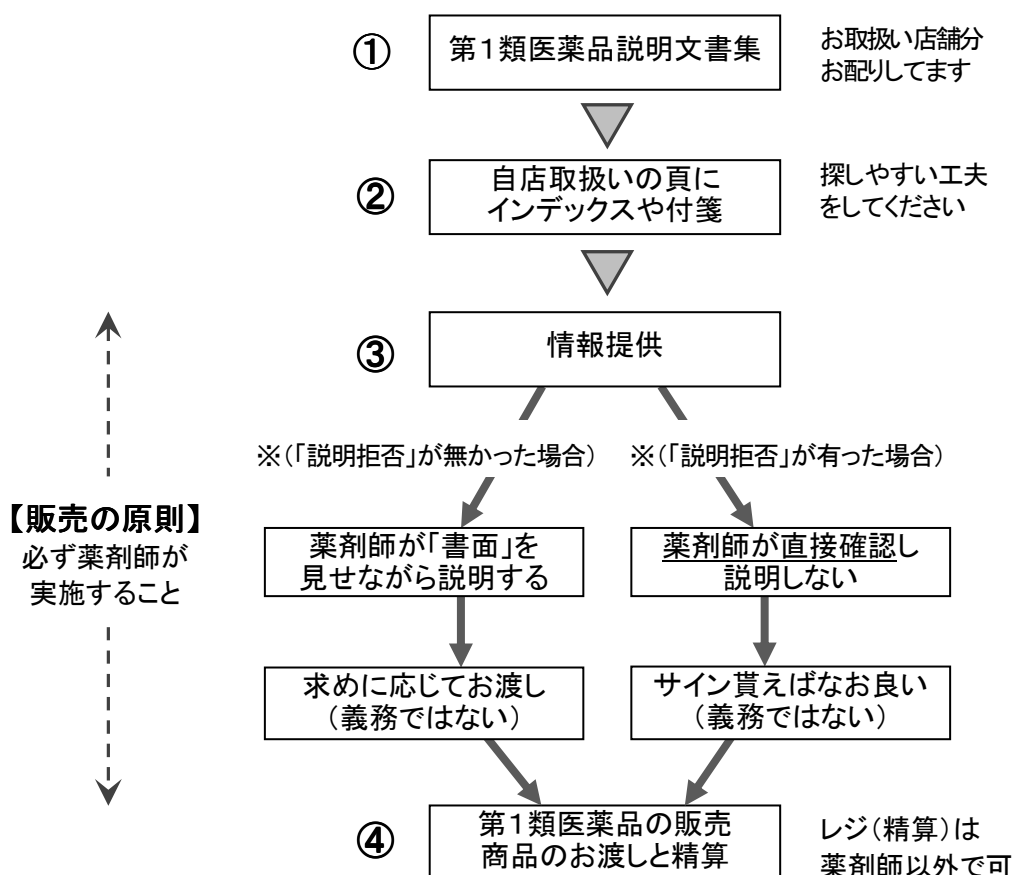 ①
第1類医薬品説明文書集
お取扱い店舗分
お配りしてます
②
自店取扱いの頁に
インデックスや付箋
探しやすい工夫
をしてください
③
情報提供
※(「説明拒否」が無かった場合)
※(「説明拒否」が有った場合)
【販売の原則】
必ず薬剤師が
実施すること
薬剤師が「書面」を
見せながら説明する
薬剤師が直接確認し
説明しない
求めに応じてお渡し
(義務ではない)
サイン貰えばなお良い
(義務ではない)
④
第1類医薬品の販売
商品のお渡しと精算
レジ(精算)は
薬剤師以外で可